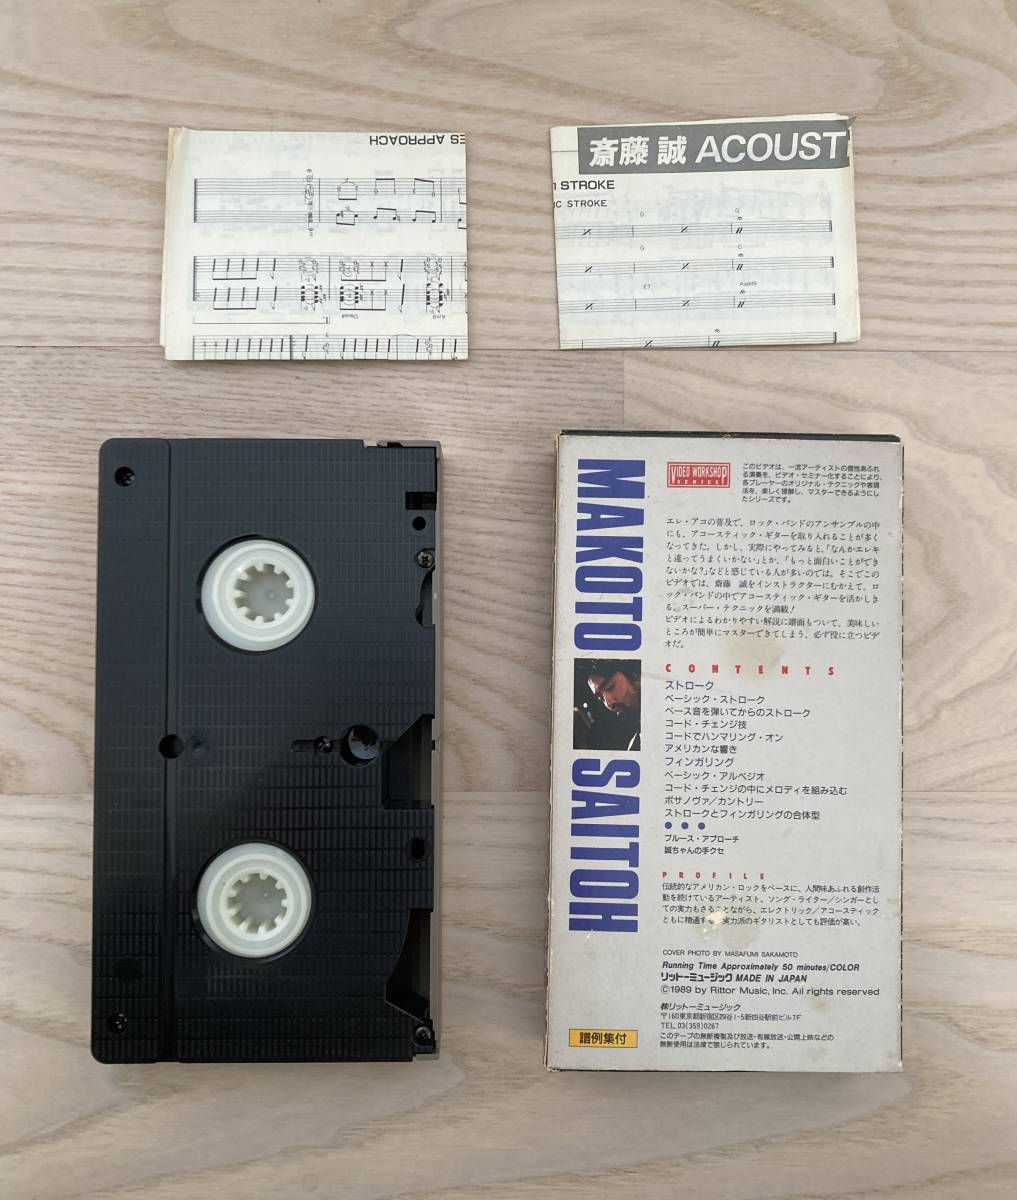 ES APPROACH
Dsus4
Am9
斎藤 誠 ACOUST
STROKE
IC STROKE
D
G
G
C
E7
Aadd9
MAKOTO SAITOH
VIDEO WORKSHOP
SERIES
このビデオは、一流アーティストの個性あふれ
る演奏を、ビデオ・セミナー化することにより、
各プレーヤーのオリジナル・テクニックや表現
法を、楽しく理解し、マスターできるようにし
たシリーズです。
エレ・アコの普及で、ロック・バンドのアンサンブルの中
にも、アコースティック・ギターを取り入れることが多く
なってきた。しかし、実際にやってみると、「なんかエレキ
と違ってうまくいかない」とか、「もっと面白いことができ
ないかな？」などと感じている人が多いのでは。そこでこの
ビデオでは、斎藤 誠をインストラクターにむかえて、ロ
ック・バンドの中でアコースティック・ギターを活かしき
る、スーパー・テクニックを満載！
ビデオによるわかりやすい解説に譜面もついて、美味しい
ところが簡単にマスターできてしまう、必ず役に立つビデ
オだ。
CONTENTS
ストローク
ベーシック・ストローク
ベース音を弾いてからのストローク
コード・チェンジ技
コードでハンマリング・オン
アメリカンな響き
フィンガリング
ベーシック・アルペジオ
コード・チェンジの中にメロディを組み込む
ボサノヴァ/カントリー
ストロークとフィンガリングの合体型
● ● ●
ブルース・アプローチ
誠ちゃんの手クセ
PROFILE
伝統的なアメリカン・ロックをベースに、人間味あふれる創作活
動を続けているアーティスト。ソング・ライター/シンガーとし
ての実力もさることながら、エレクトリック/アコースティック
ともに精通する実力派のギタリストとしても評価が高い。
COVER PHOTO BY MASAFUMI SAKAMOTO
Running Time Approximately 50 minutes/COLOR
リットーミュージック MADE IN JAPAN
©1989 by Rittor Music, Inc. All rights reserved
㈱リットーミュージック
〒160東京都新宿区四谷1-5新四谷駅前ビル7F
TEL.03(359)0267
このテープの無断複製及び放送・有線放送・公開上映などの
無断使用は法律で禁じられています。
譜例集付